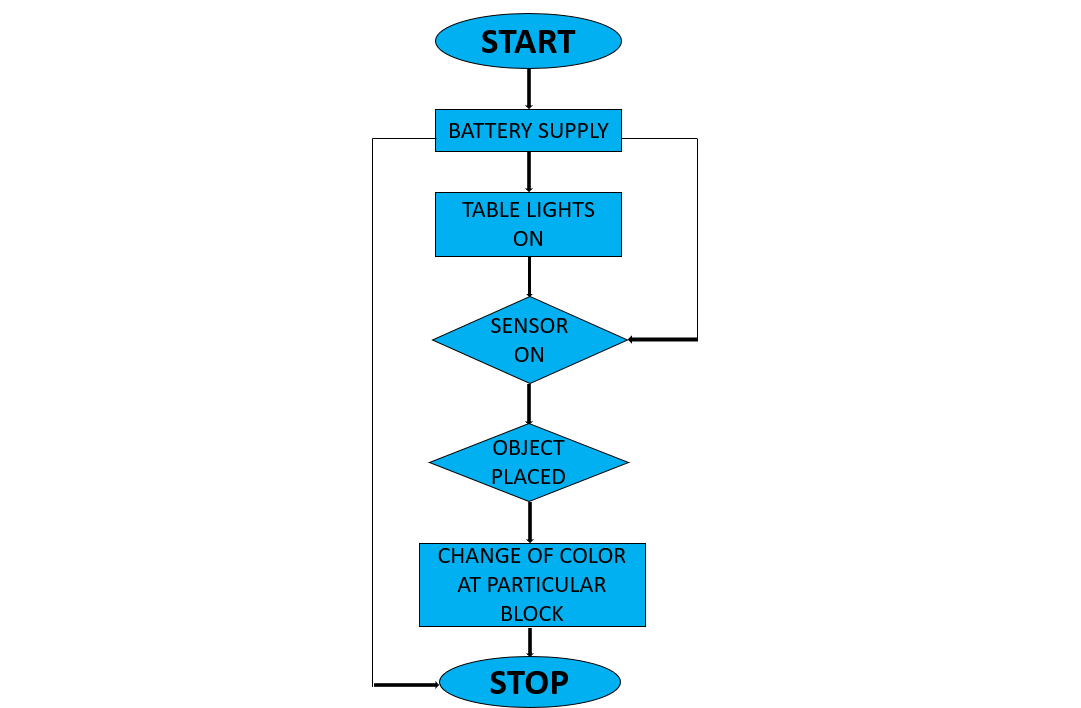 START
BATTERY SUPPLY
TABLE LIGHTS
ON
SENSOR
ON
OBJECT
PLACED
CHANGE OF COLOR
AT PARTICULAR
BLOCK
STOP